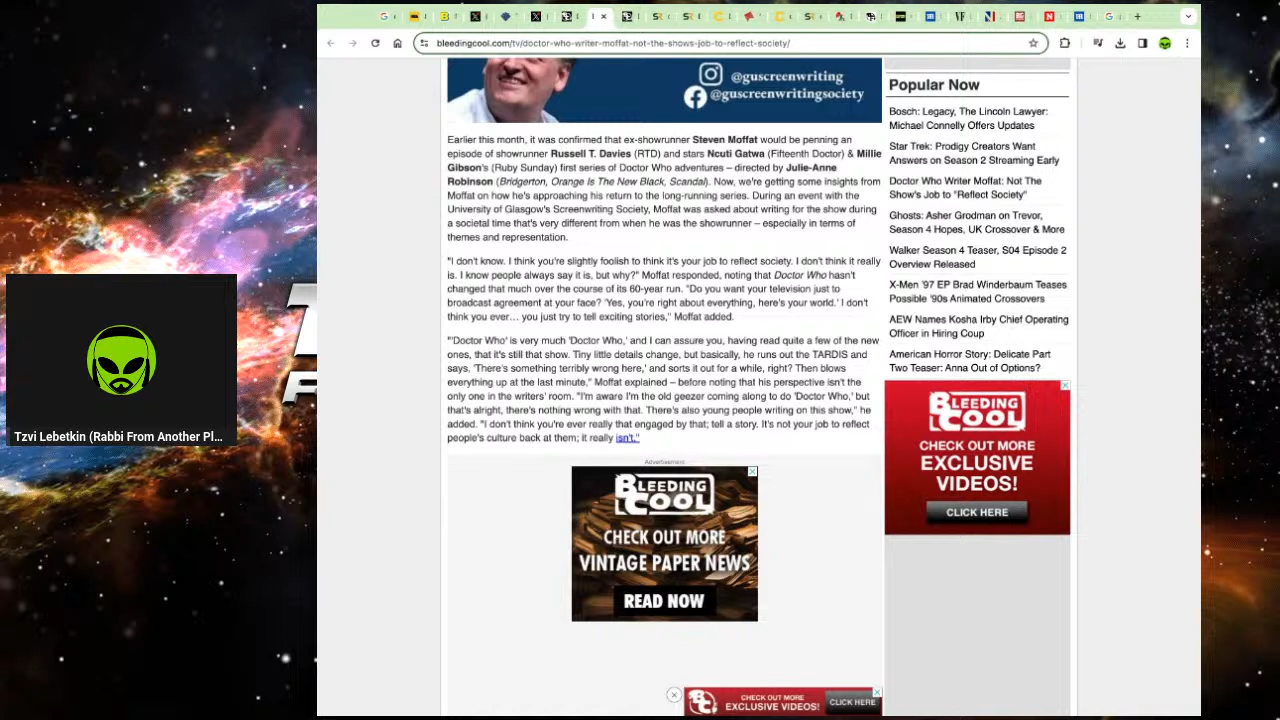 bleedingcool.com/tv/doctor-who-writer-moffat-not-the-shows-job-to-reflect-society/
@guscreenwriting
@guscreenwritingsociety
Earlier this month, it was confirmed that ex-showrunner Steven Moffat would be penning an
episode of showrunner Russell T. Davies (RTD) and stars Ncuti Gatwa (Fifteenth Doctor) & Millie
Gibson's (Ruby Sunday) first series of Doctor Who adventures – directed by Julie-Anne
Robinson (Bridgerton, Orange Is The New Black, Scandal). Now, we're getting some insights from
Moffat on how he's approaching his return to the long-running series. During an event with the
University of Glasgow's Screenwriting Society, Moffat was asked about writing for the show during
a societal time that's very different from when he was the showrunner – especially in terms of
themes and representation.
"I don't know. I think you're slightly foolish to think it's your job to reflect society. I don't think it really
is. I know people always say it is, but why?" Moffat responded, noting that Doctor Who hasn't
changed that much over the course of its 60-year run. "Do you want your television just to
broadcast agreement at your face? 'Yes, you're right about everything, here's your world.' I don't
think you ever… you just try to tell exciting stories," Moffat added.
"'Doctor Who' is very much 'Doctor Who,' and I can assure you, having read quite a few of the new
ones, that it's still that show. Tiny little details change, but basically, he runs out the TARDIS and
says, 'There's something terribly wrong here,' and sorts it out for a while, right? Then blows
everything up at the last minute," Moffat explained – before noting that his perspective isn't the
only one in the writers' room. "I'm aware I'm the old geezer coming along to do 'Doctor Who,' but
that's alright, there's nothing wrong with that. There's also young people writing on this show," he
added. "I don't think you're ever really that engaged by that; tell a story. It's not your job to reflect
people's culture back at them; it really isn't."
Advertisement
BLEEDING COOL
CHECK OUT MORE
VINTAGE PAPER NEWS
READ NOW
CHECK OUT MORE
EXCLUSIVE VIDEOS!
CLICK HERE
Popular Now
Bosch: Legacy, The Lincoln Lawyer:
Michael Connelly Offers Updates
Star Trek: Prodigy Creators Want
Answers on Season 2 Streaming Early
Doctor Who Writer Moffat: Not The
Show's Job to "Reflect Society"
Ghosts: Asher Grodman on Trevor,
Season 4 Hopes, UK Crossover & More
Walker Season 4 Teaser, S04 Episode 2
Overview Released
X-Men '97 EP Brad Winderbaum Teases
Possible '90s Animated Crossovers
AEW Names Kosha Irby Chief Operating
Officer in Hiring Coup
American Horror Story: Delicate Part
Two Teaser: Anna Out of Options?
BLEEDING
COOL
CHECK OUT MORE
EXCLUSIVE
VIDEOS!
CLICK HERE
Tzvi Lebetkin (Rabbi From Another Pl...